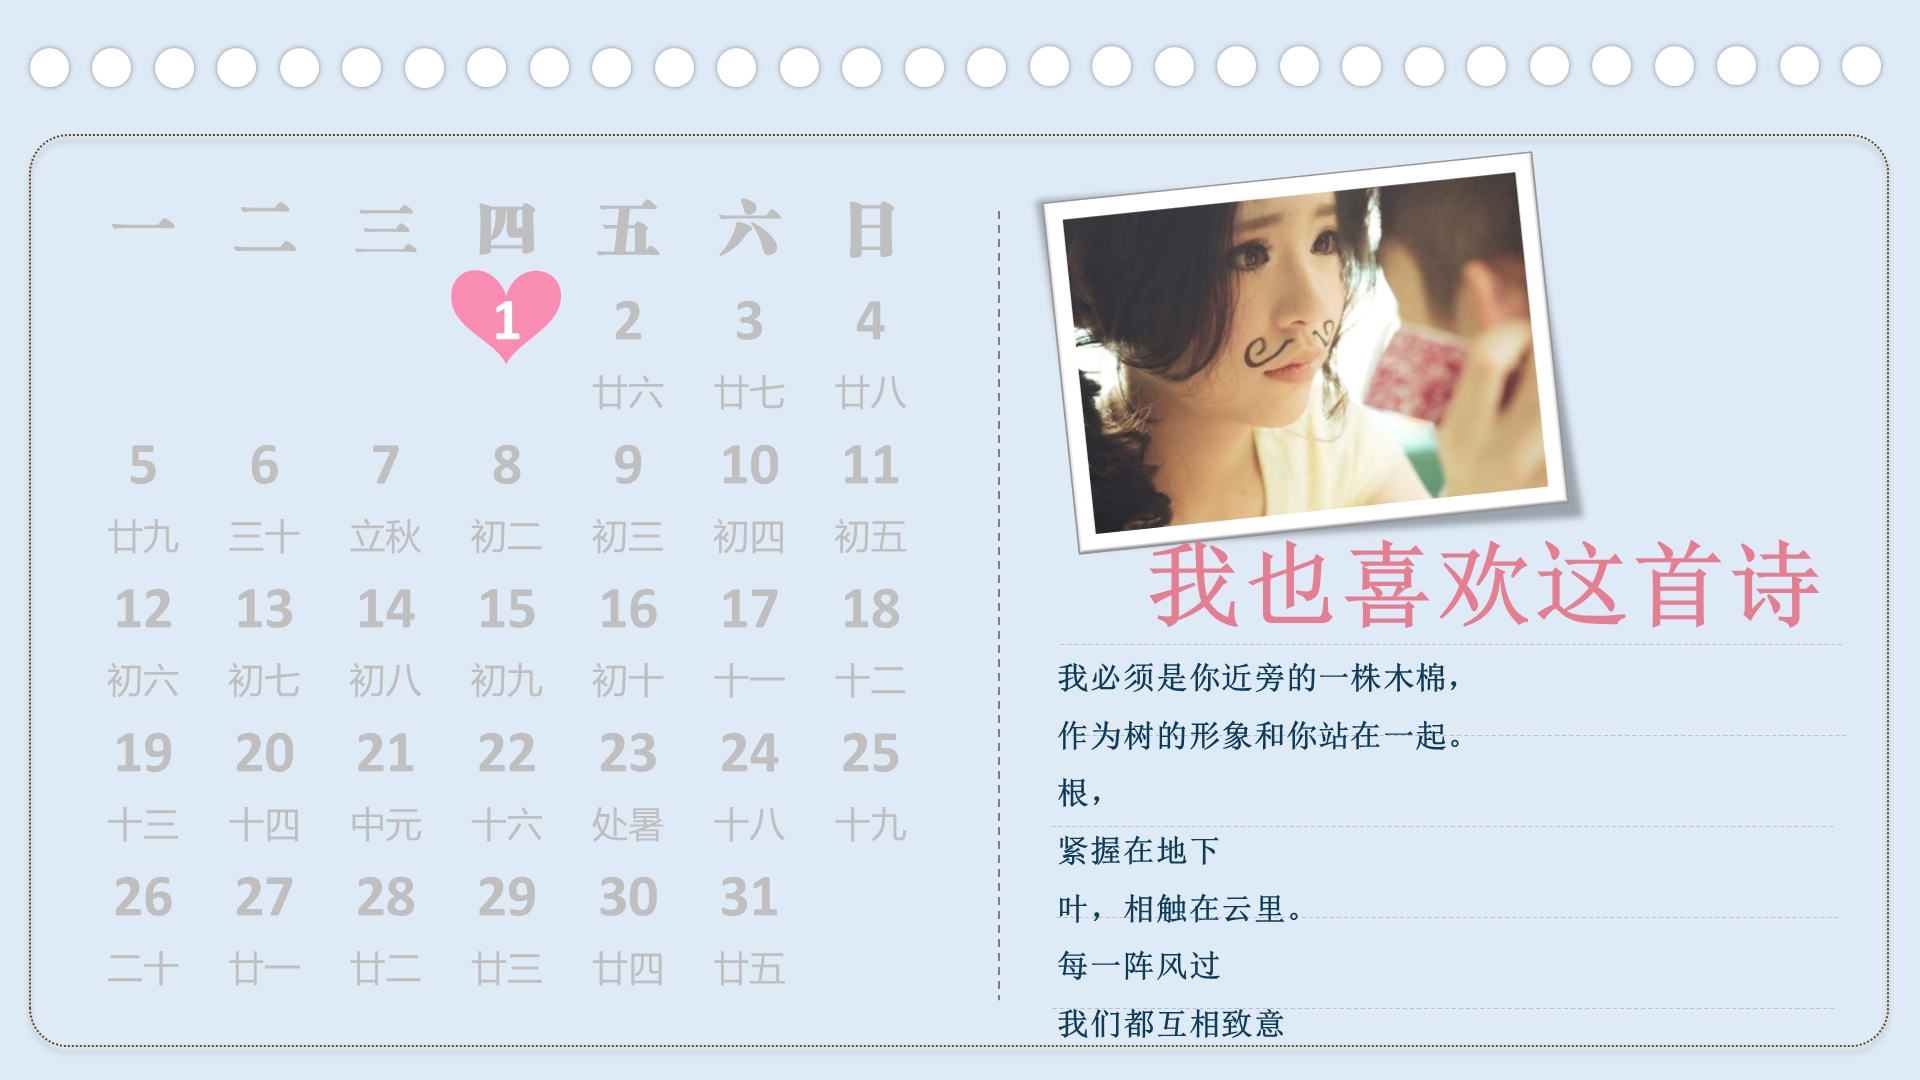 一 二 三 四 五 六 日
1 2 3 4
廿六 廿七 廿八
5 6 7 8 9 10 11
廿九 三十 立秋 初二 初三 初四 初五
12 13 14 15 16 17 18
初六 初七 初八 初九 初十 十一 十二
19 20 21 22 23 24 25
十三 十四 中元 十六 处暑 十八 十九
26 27 28 29 30 31
二十 廿一 廿二 廿三 廿四 廿五
我也喜欢这首诗
我必须是你近旁的一株木棉，
作为树的形象和你站在一起。
根，
紧握在地下
叶，相触在云里。
每一阵风过
我们都互相致意